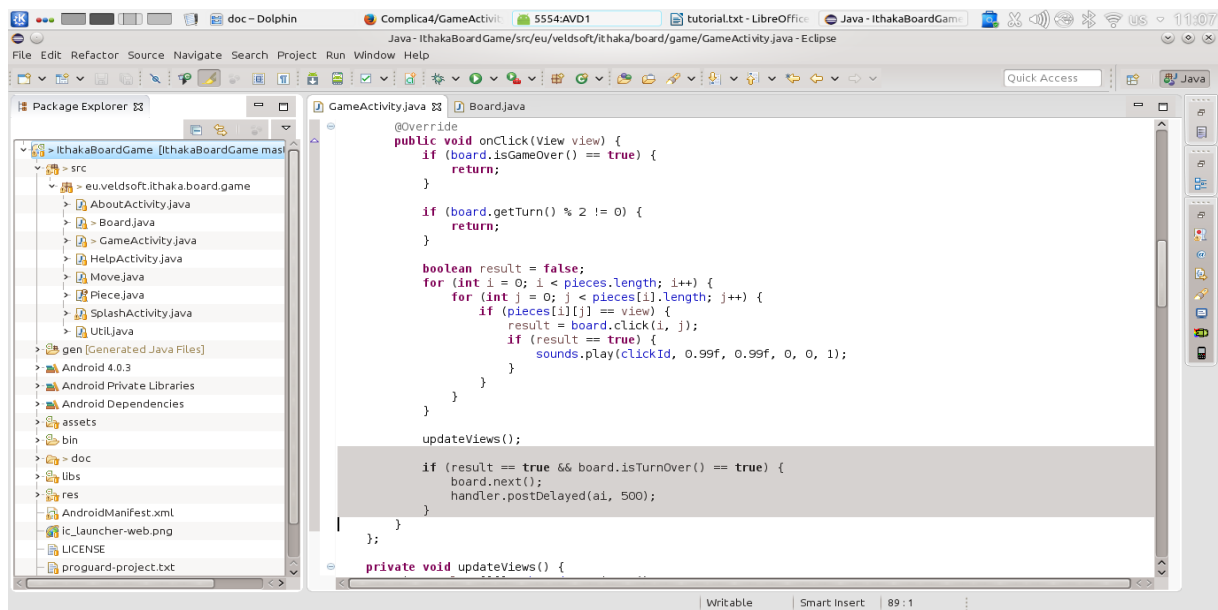 doc – Dolphin
Complica4/GameActivit
5554:AVD1
tutorial.txt - LibreOffice
Java - IthakaBoardGame
us
11:07
Java - IthakaBoardGame/src/eu/veldsoft/ithaka/board/game/GameActivity.java - Eclipse
File Edit Refactor Source Navigate Search Project Run Window Help
Quick Access
Java
Package Explorer
GameActivity.java
Board.java
> IthakaBoardGame [IthakaBoardGame mast
> src
> eu.veldsoft.ithaka.board.game
AboutActivity.java
> Board.java
> GameActivity.java
HelpActivity.java
Move.java
Piece.java
> SplashActivity.java
Util.java
gen [Generated Java Files]
Android 4.0.3
Android Private Libraries
Android Dependencies
assets
bin
> doc
libs
res
AndroidManifest.xml
ic_launcher-web.png
LICENSE
proguard-project.txt
@Override
public void onClick(View view) {
if (board.isGameOver() == true) {
return;
}
if (board.getTurn() % 2 != 0) {
return;
}
boolean result = false;
for (int i = 0; i < pieces.length; i++) {
for (int j = 0; j < pieces[i].length; j++) {
if (pieces[i][j] == view) {
result = board.click(i, j);
if (result == true) {
sounds.play(clickId, 0.99f, 0.99f, 0, 0, 1);
}
}
}
}
updateViews();
if (result == true && board.isTurnOver() == true) {
board.next();
handler.postDelayed(ai, 500);
}
}
};
private void updateViews() {
Writable
Smart Insert
89 : 1